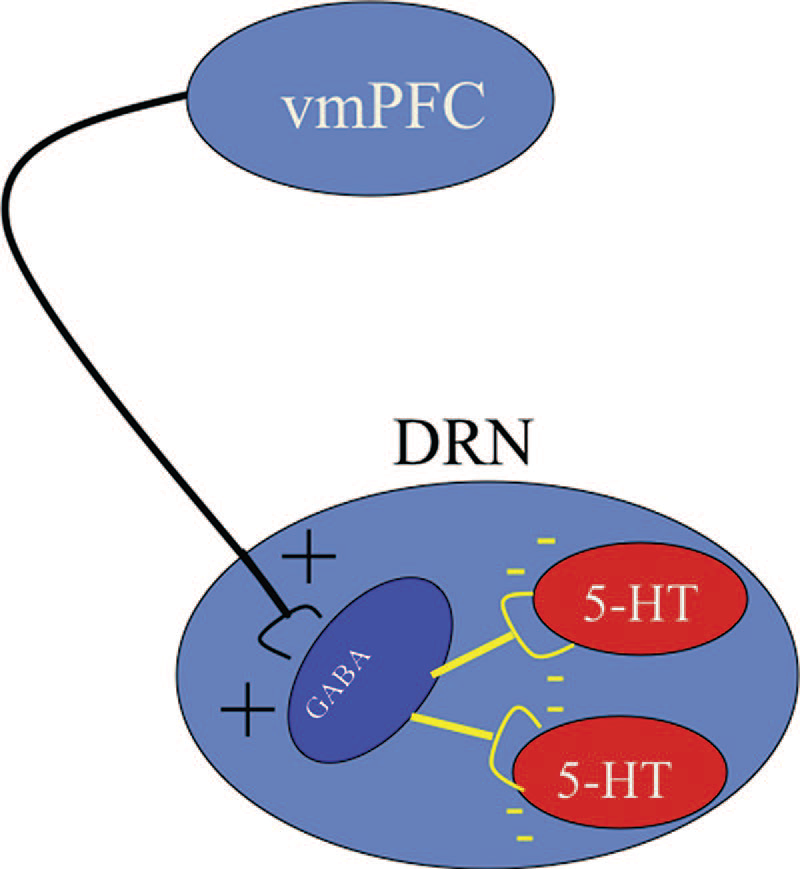 vmPFC
DRN
+
5-HT
GABA
+
5-HT